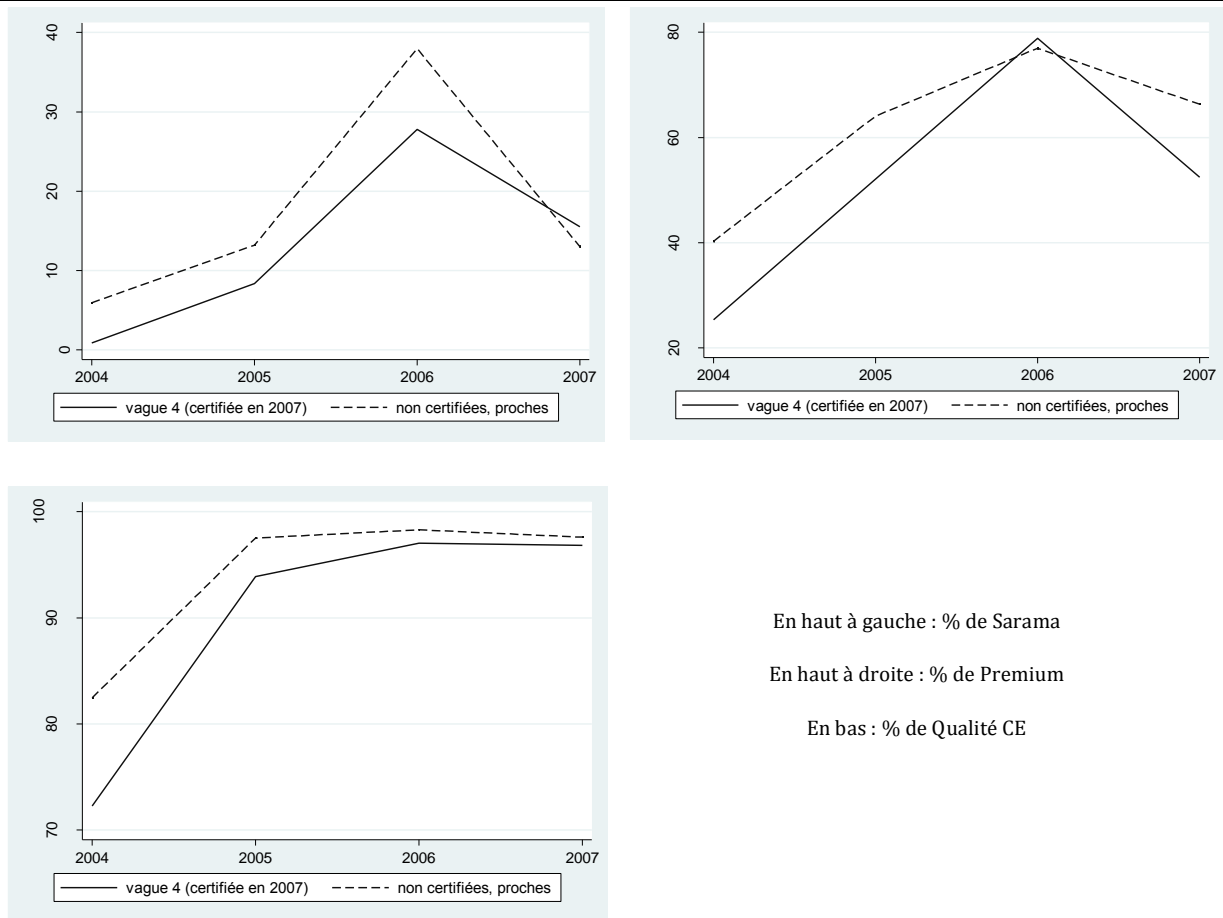 40
30
20
10
0
2004 2005 2006 2007
vague 4 (certifiée en 2007) non certifiées, proches
80
60
40
20
2004 2005 2006 2007
vague 4 (certifiée en 2007) non certifiées, proches
100
90
80
70
2004 2005 2006 2007
vague 4 (certifiée en 2007) non certifiées, proches
En haut à gauche : % de Sarama
En haut à droite : % de Premium
En bas : % de Qualité CE